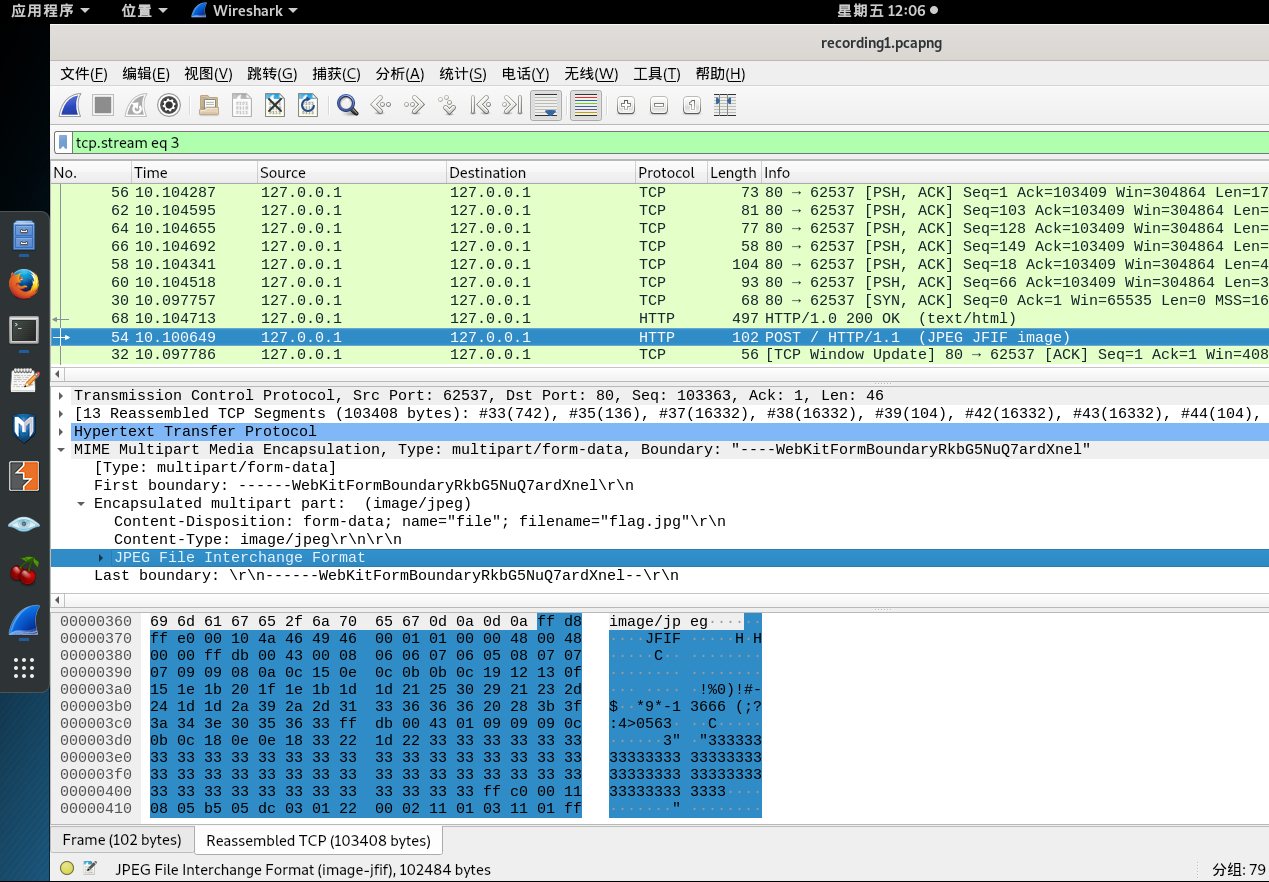 应用程序 位置 Wireshark 星期五 12:06
recording1.pcapng
文件(F) 编辑(E) 视图(V) 跳转(G) 捕获(C) 分析(A) 统计(S) 电话(Y) 无线(W) 工具(T) 帮助(H)
tcp.stream eq 3
No. Time Source Destination Protocol Length Info
56 10.104287 127.0.0.1 127.0.0.1 TCP 73 80 → 62537 [PSH, ACK] Seq=1 Ack=103409 Win=304864 Len=17
62 10.104595 127.0.0.1 127.0.0.1 TCP 81 80 → 62537 [PSH, ACK] Seq=103 Ack=103409 Win=304864 Len=
64 10.104655 127.0.0.1 127.0.0.1 TCP 77 80 → 62537 [PSH, ACK] Seq=128 Ack=103409 Win=304864 Len=
66 10.104692 127.0.0.1 127.0.0.1 TCP 58 80 → 62537 [PSH, ACK] Seq=149 Ack=103409 Win=304864 Len=
58 10.104341 127.0.0.1 127.0.0.1 TCP 104 80 → 62537 [PSH, ACK] Seq=18 Ack=103409 Win=304864 Len=4
60 10.104518 127.0.0.1 127.0.0.1 TCP 93 80 → 62537 [PSH, ACK] Seq=66 Ack=103409 Win=304864 Len=3
30 10.097757 127.0.0.1 127.0.0.1 TCP 68 80 → 62537 [SYN, ACK] Seq=0 Ack=1 Win=65535 Len=0 MSS=16
68 10.104713 127.0.0.1 127.0.0.1 HTTP 497 HTTP/1.0 200 OK (text/html)
54 10.100649 127.0.0.1 127.0.0.1 HTTP 102 POST / HTTP/1.1 (JPEG JFIF image)
32 10.097786 127.0.0.1 127.0.0.1 TCP 56 [TCP Window Update] 80 → 62537 [ACK] Seq=1 Ack=1 Win=408
Transmission Control Protocol, Src Port: 62537, Dst Port: 80, Seq: 103363, Ack: 1, Len: 46
[13 Reassembled TCP Segments (103408 bytes): #33(742), #35(136), #37(16332), #38(16332), #39(104), #42(16332), #43(16332), #44(104),
Hypertext Transfer Protocol
MIME Multipart Media Encapsulation, Type: multipart/form-data, Boundary: "----WebKitFormBoundaryRkbG5NuQ7ardXnel"
[Type: multipart/form-data]
First boundary: ------WebKitFormBoundaryRkbG5NuQ7ardXnel\r\n
Encapsulated multipart part: (image/jpeg)
Content-Disposition: form-data; name="file"; filename="flag.jpg"\r\n
Content-Type: image/jpeg\r\n\r\n
JPEG File Interchange Format
Last boundary: \r\n------WebKitFormBoundaryRkbG5NuQ7ardXnel--\r\n
00000360 69 6d 61 67 65 2f 6a 70 65 67 0d 0a 0d 0a ff d8 image/jp eg······
00000370 ff e0 00 10 4a 46 49 46 00 01 01 00 00 48 00 48 ····JFIF ·····H·H
00000380 00 00 ff db 00 43 00 08 06 06 07 06 05 08 07 07 ·····C·· ········
00000390 07 09 09 08 0a 0c 15 0e 0c 0b 0b 0c 19 12 13 0f ········ ········
000003a0 15 1e 1b 20 1f 1e 1b 1d 1d 21 25 30 29 21 23 2d ··· ···· ·!%0)!#-
000003b0 24 1d 1d 2a 39 2a 2d 31 33 36 36 36 20 28 3b 3f $··*9*-1 3666 (;?
000003c0 3a 34 3e 30 35 36 33 ff db 00 43 01 09 09 09 0c :4>0563· ··C·····
000003d0 0b 0c 18 0e 0e 18 33 22 1d 22 33 33 33 33 33 33 ······3" ·"333333
000003e0 33 33 33 33 33 33 33 33 33 33 33 33 33 33 33 33 33333333 33333333
000003f0 33 33 33 33 33 33 33 33 33 33 33 33 33 33 33 33 33333333 33333333
00000400 33 33 33 33 33 33 33 33 33 33 33 33 ff c0 00 11 33333333 3333····
00000410 08 05 b5 05 dc 03 01 22 00 02 11 01 03 11 01 ff ·······" ········
Frame (102 bytes) Reassembled TCP (103408 bytes)
JPEG File Interchange Format (image-jfif), 102484 bytes 分组: 79